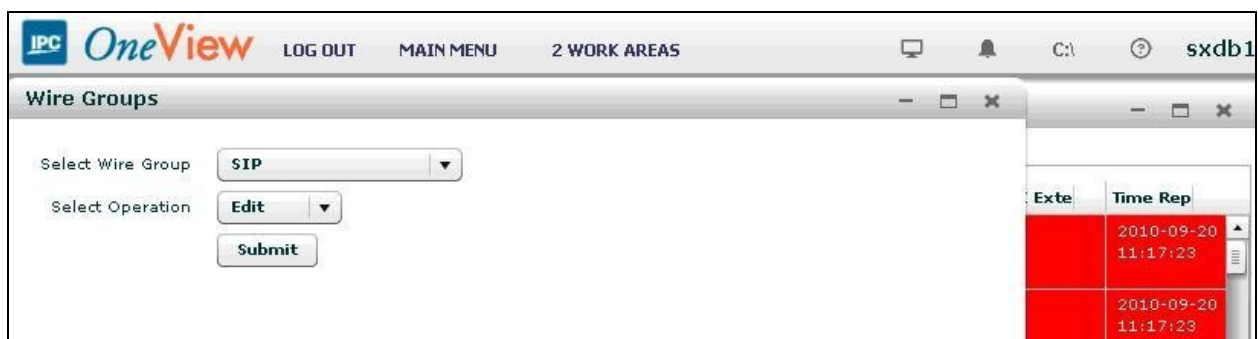 IPC OneView LOG OUT MAIN MENU 2 WORK AREAS C:\ ? sxdb1
Wire Groups
Select Wire Group SIP
Select Operation Edit
Submit
Exte Time Rep
2010-09-20
11:17:23
2010-09-20
11:17:23